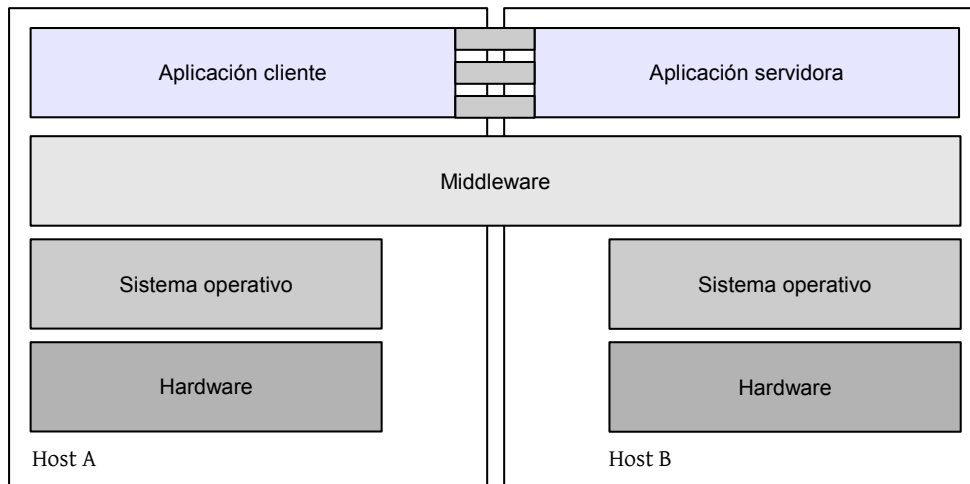 Aplicación cliente
Aplicación servidora
Middleware
Sistema operativo
Sistema operativo
Hardware
Hardware
Host A
Host B